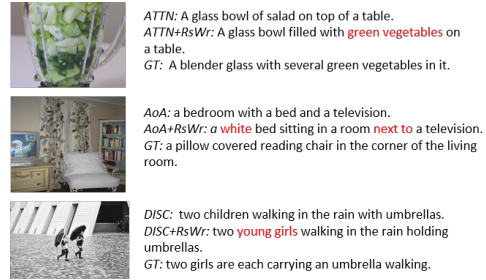 ATTN: A glass bowl of salad on top of a table.
ATTN+RsWr: A glass bowl filled with green vegetables on
a table.
GT: A blender glass with several green vegetables in it.
AoA: a bedroom with a bed and a television.
AoA+RsWr: a white bed sitting in a room next to a television.
GT: a pillow covered reading chair in the corner of the living
room.
DISC: two children walking in the rain with umbrellas.
DISC+RsWr: two young girls walking in the rain holding
umbrellas.
GT: two girls are each carrying an umbrella walking.